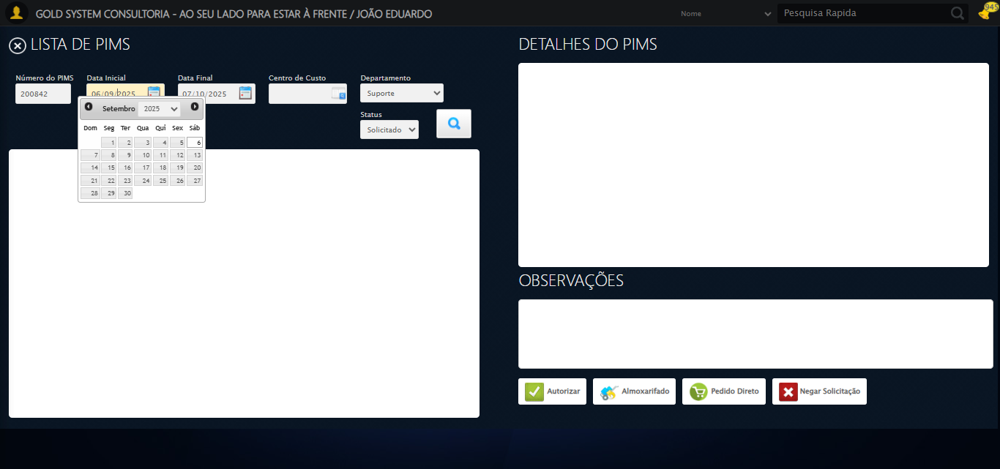 GOLD SYSTEM CONSULTORIA - AO SEU LADO PARA ESTAR À FRENTE / JOÃO EDUARDO
Nome
Pesquisa Rapida
945
LISTA DE PIMS
Número do PIMS
Data Inicial
Data Final
Centro de Custo
Departamento
200842
06/09/2025
07/10/2025
Suporte
Status
Solicitado
Setembro 2025
Dom Seg Ter Qua Qui Sex Sáb
1 2 3 4 5 6
7 8 9 10 11 12 13
14 15 16 17 18 19 20
21 22 23 24 25 26 27
28 29 30
DETALHES DO PIMS
OBSERVAÇÕES
Autorizar
Almoxarifado
Pedido Direto
Negar Solicitação